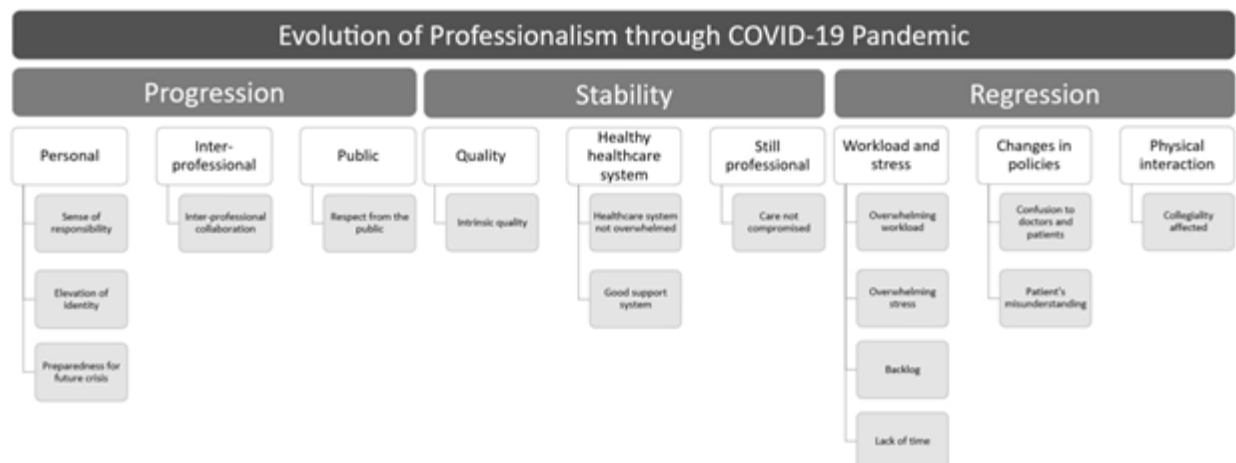 Evolution of Professionalism through COVID-19 Pandemic
Progression
Stability
Regression
Personal
Inter-
professional
Public
Quality
Healthy
healthcare
system
Still
professional
Workload and
stress
Changes in
policies
Physical
interaction
Sense of
responsibility
Inter-professional
collaboration
Respect from the
public
Intrinsic quality
Healthcare system
not overwhelmed
Care not
compromised
Overwhelming
workload
Confusion to
doctors and
patients
Collegiality
affected
Elevation of
identity
Good support
system
Overwhelming
stress
Patient's
misunderstanding
Preparedness for
future crisis
Backlog
Lack of time